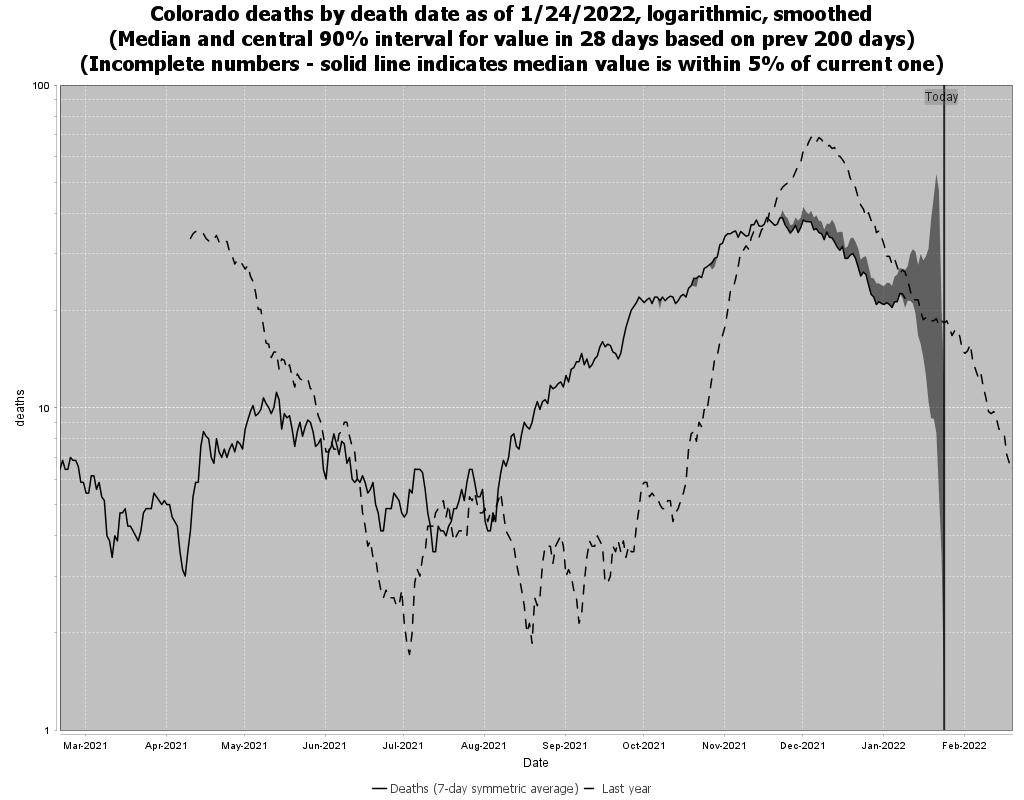 Colorado deaths by death date as of 1/24/2022, logarithmic, smoothed
(Median and central 90% interval for value in 28 days based on prev 200 days)
(Incomplete numbers - solid line indicates median value is within 5% of current one)
Today
100
10
1
deaths
Mar-2021 Apr-2021 May-2021 Jun-2021 Jul-2021 Aug-2021 Sep-2021 Oct-2021 Nov-2021 Dec-2021 Jan-2022 Feb-2022
Date
Deaths (7-day symmetric average) Last year